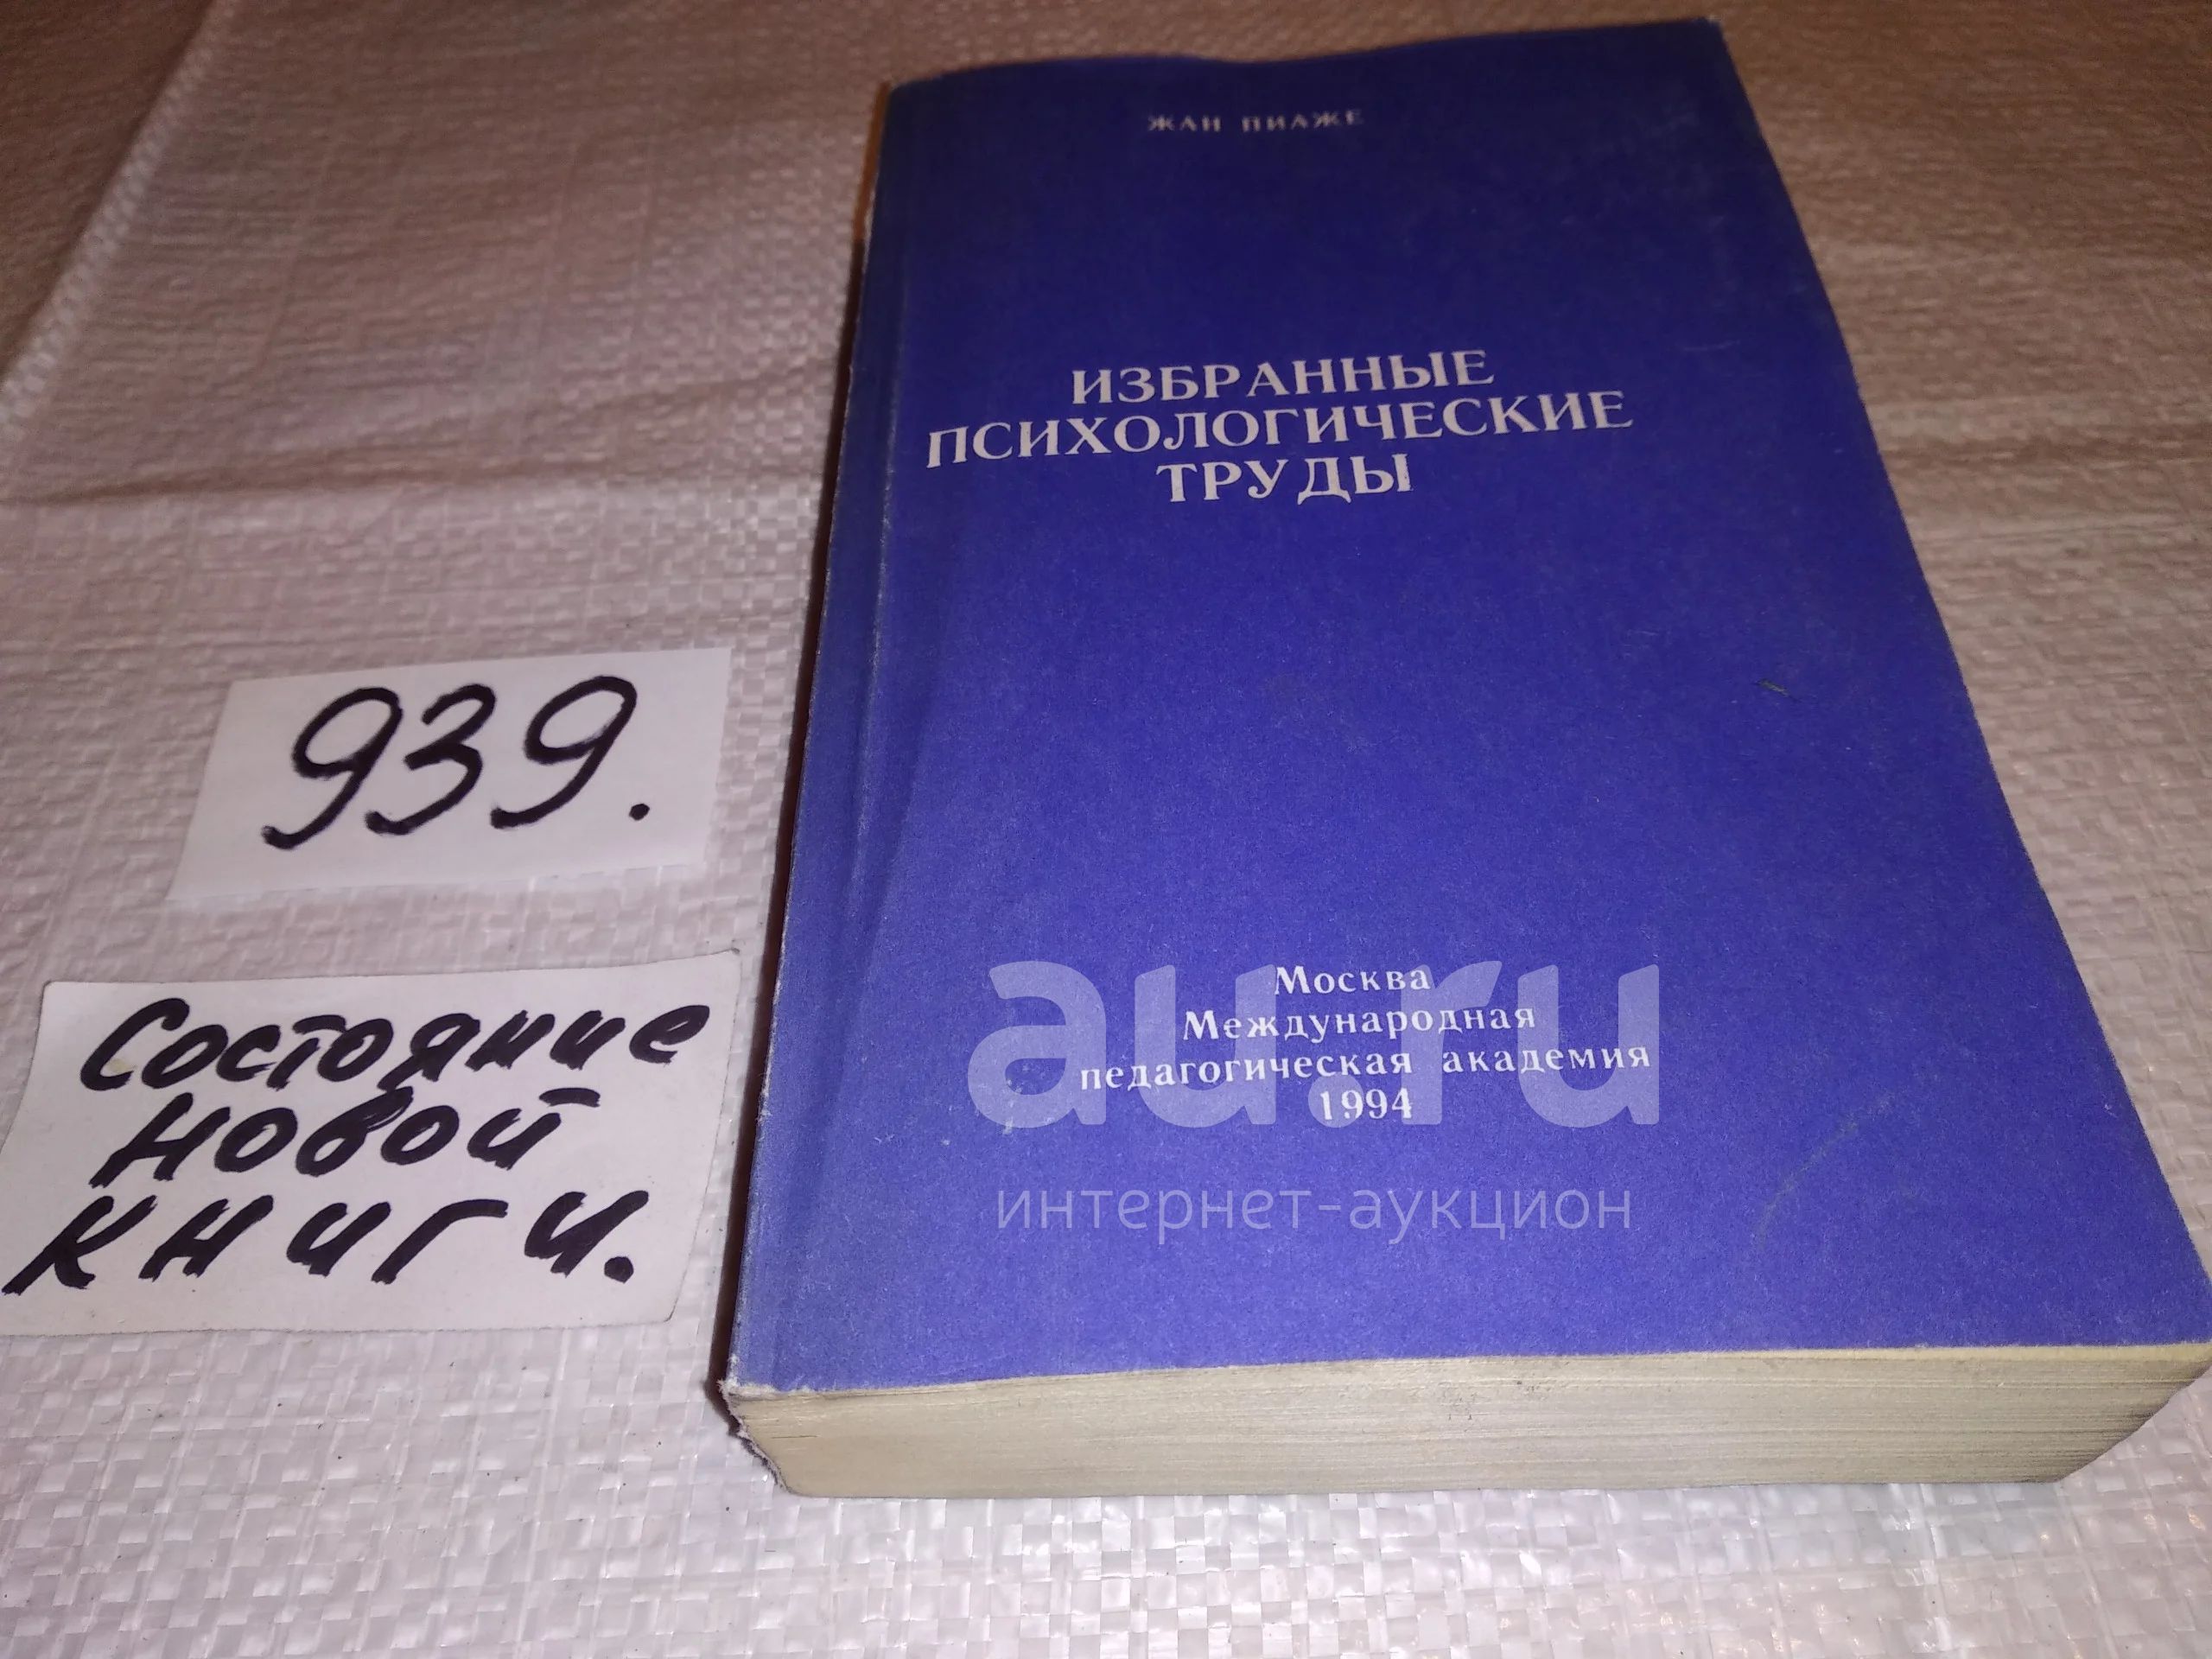 ЖАН ПИАЖЕ
ИЗБРАННЫЕ
ПСИХОЛОГИЧЕСКИЕ
ТРУДЫ
939.
Состояние
новой
книги.
Москва
Международная
педагогическая академия
1994
au.ru
интернет-аукцион